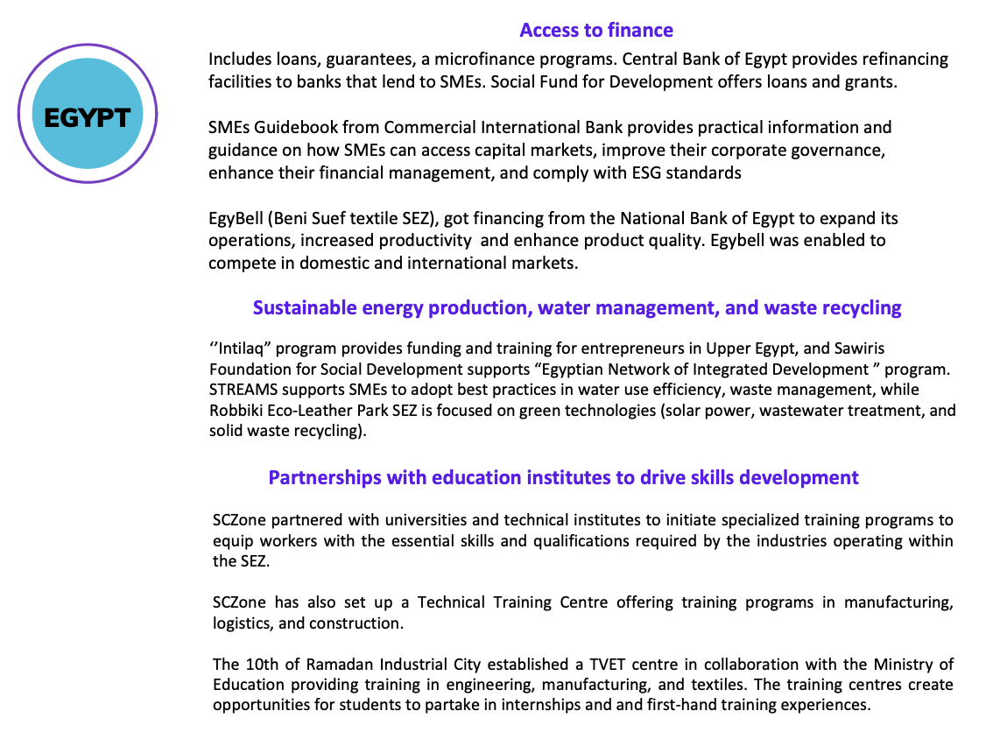 EGYPT
Access to finance
Includes loans, guarantees, a microfinance programs. Central Bank of Egypt provides refinancing
facilities to banks that lend to SMEs. Social Fund for Development offers loans and grants.
SMEs Guidebook from Commercial International Bank provides practical information and
guidance on how SMEs can access capital markets, improve their corporate governance,
enhance their financial management, and comply with ESG standards
EgyBell (Beni Suef textile SEZ), got financing from the National Bank of Egypt to expand its
operations, increased productivity  and enhance product quality. Egybell was enabled to
compete in domestic and international markets.
Sustainable energy production, water management, and waste recycling
‘’Intilaq” program provides funding and training for entrepreneurs in Upper Egypt, and Sawiris
Foundation for Social Development supports “Egyptian Network of Integrated Development ” program.
STREAMS supports SMEs to adopt best practices in water use efficiency, waste management, while
Robbiki Eco-Leather Park SEZ is focused on green technologies (solar power, wastewater treatment, and
solid waste recycling).
Partnerships with education institutes to drive skills development
SCZone partnered with universities and technical institutes to initiate specialized training programs to
equip workers with the essential skills and qualifications required by the industries operating within
the SEZ.
SCZone has also set up a Technical Training Centre offering training programs in manufacturing,
logistics, and construction.
The 10th of Ramadan Industrial City established a TVET centre in collaboration with the Ministry of
Education providing training in engineering, manufacturing, and textiles. The training centres create
opportunities for students to partake in internships and and first-hand training experiences.